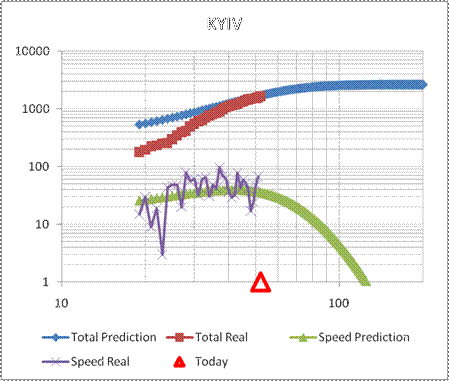 KYIV
10000
1000
100
10
1
10
100
Total Prediction
Total Real
Speed Prediction
Speed Real
Today